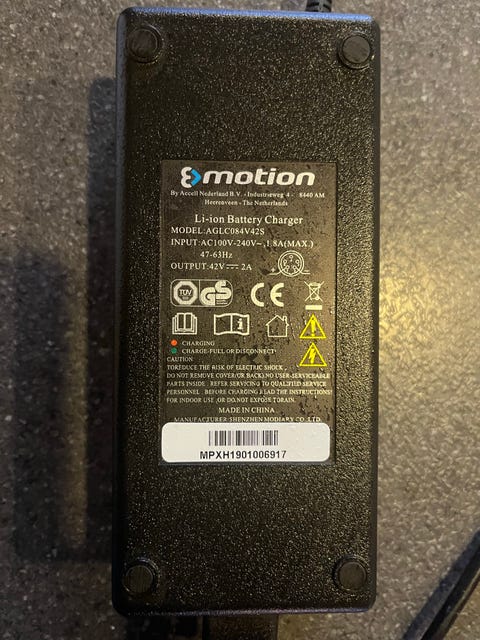 motion
By Accell Nederland B.V. - Industrieweg 4 - 8440 AM
Heerenveen - The Netherlands
Li-ion Battery Charger
MODEL:AGLC084V42S
INPUT:AC100V-240V~,1.8A(MAX.)
47-63Hz
OUTPUT:42V⎓2A
TÜV GS CE
CHARGING
CHARGE-FULL OR DISCONNECT
CAUTION
TOREDUCE THE RISK OF ELECTRIC SHOCK ,
DO NOT REMOVE COVER(OR BACK).NO USER-SERVICEABLE
PARTS INSIDE . REFER SERVICING TO QUALIFIED SERVICE
PERSONNEL . BEFORE CHARGING READ THE INSTRUCTIONS!
FOR INDOOR USE ,OR DO.NOT EXPOSE TORAIN.
MADE IN CHINA
MANUFACTURER:SHENZHEN MODIARY CO.,LTD.
MPXH1901006917